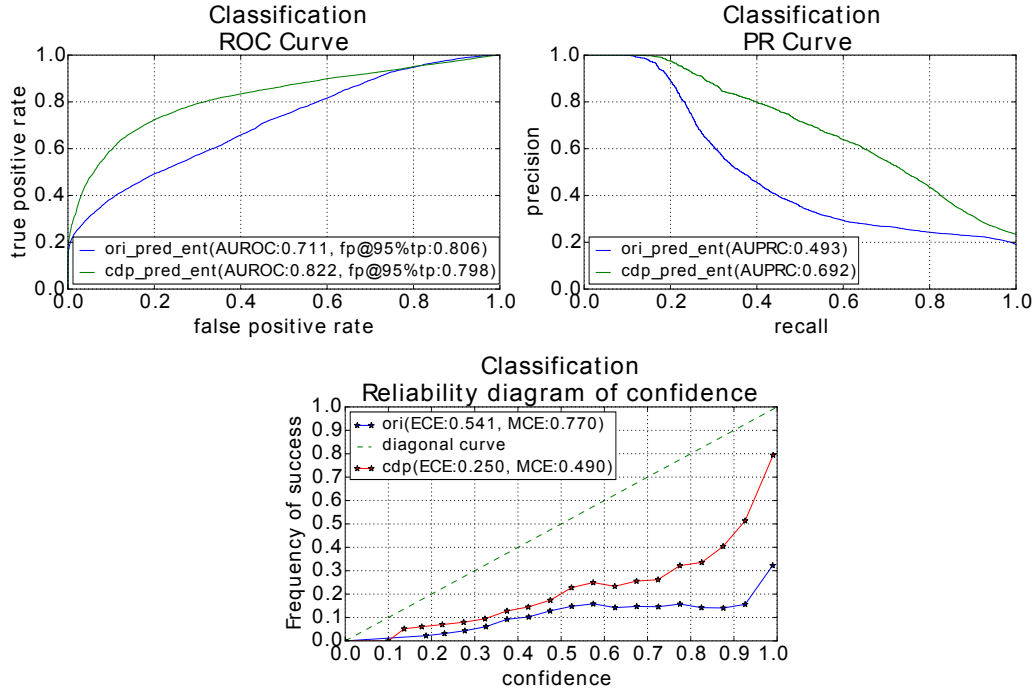 Classification
ROC Curve
1.0
0.8
0.6
0.4
0.2
0.0
true positive rate
ori_pred_ent(AUROC:0.711, fp@95%tp:0.806)
cdp_pred_ent(AUROC:0.822, fp@95%tp:0.798)
0.0 0.2 0.4 0.6 0.8 1.0
false positive rate
Classification
PR Curve
1.0
0.8
0.6
0.4
0.2
0.0
precision
ori_pred_ent(AUPRC:0.493)
cdp_pred_ent(AUPRC:0.692)
0.0 0.2 0.4 0.6 0.8 1.0
recall
Classification
Reliability diagram of confidence
1.0
0.9
0.8
0.7
0.6
0.5
0.4
0.3
0.2
0.1
0.0
Frequency of success
ori(ECE:0.541, MCE:0.770)
diagonal curve
cdp(ECE:0.250, MCE:0.490)
0.0 0.1 0.2 0.3 0.4 0.5 0.6 0.7 0.8 0.9 1.0
confidence